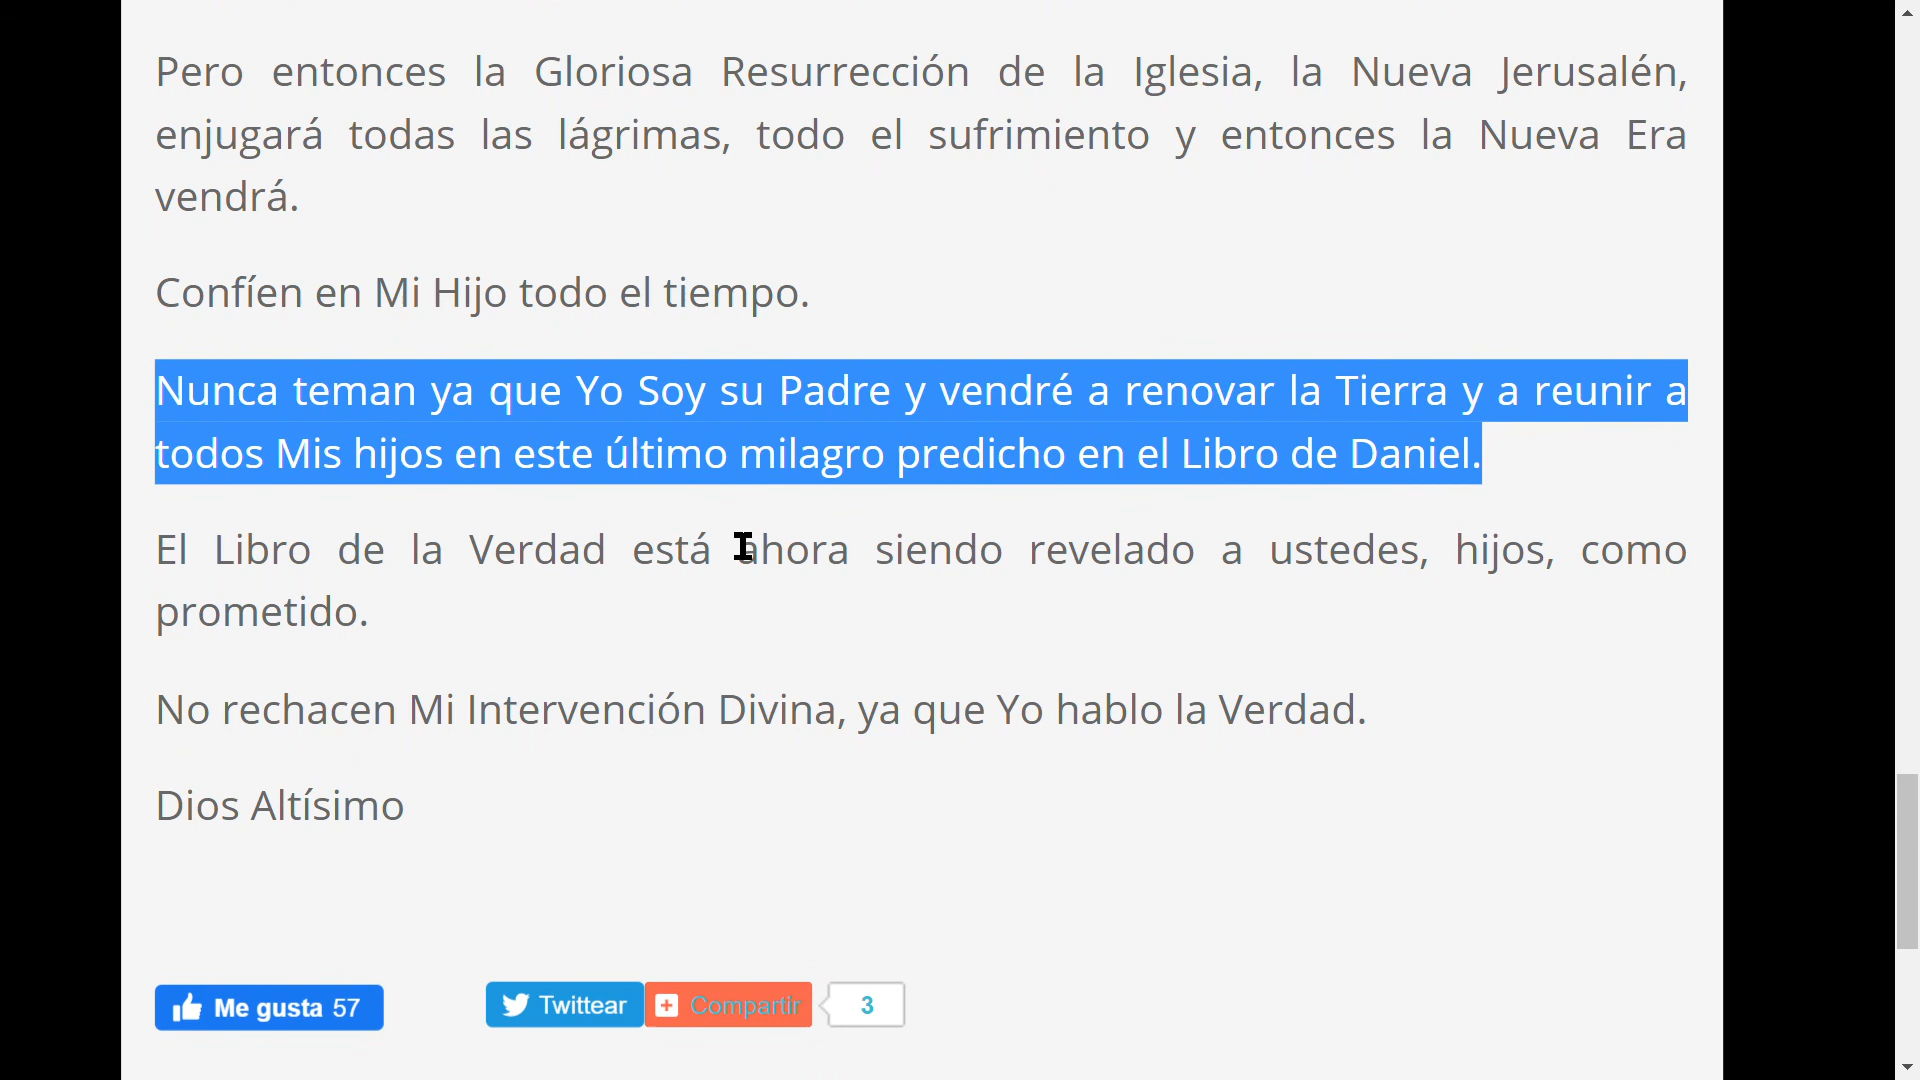 Pero entonces la Gloriosa Resurrección de la Iglesia, la Nueva Jerusalén,
enjugará todas las lágrimas, todo el sufrimiento y entonces la Nueva Era
vendrá.
Confíen en Mi Hijo todo el tiempo.
Nunca teman ya que Yo Soy su Padre y vendré a renovar la Tierra y a reunir a
todos Mis hijos en este último milagro predicho en el Libro de Daniel.
El Libro de la Verdad está ahora siendo revelado a ustedes, hijos, como
prometido.
No rechacen Mi Intervención Divina, ya que Yo hablo la Verdad.
Dios Altísimo
Me gusta 57 Twittear Compartir 3